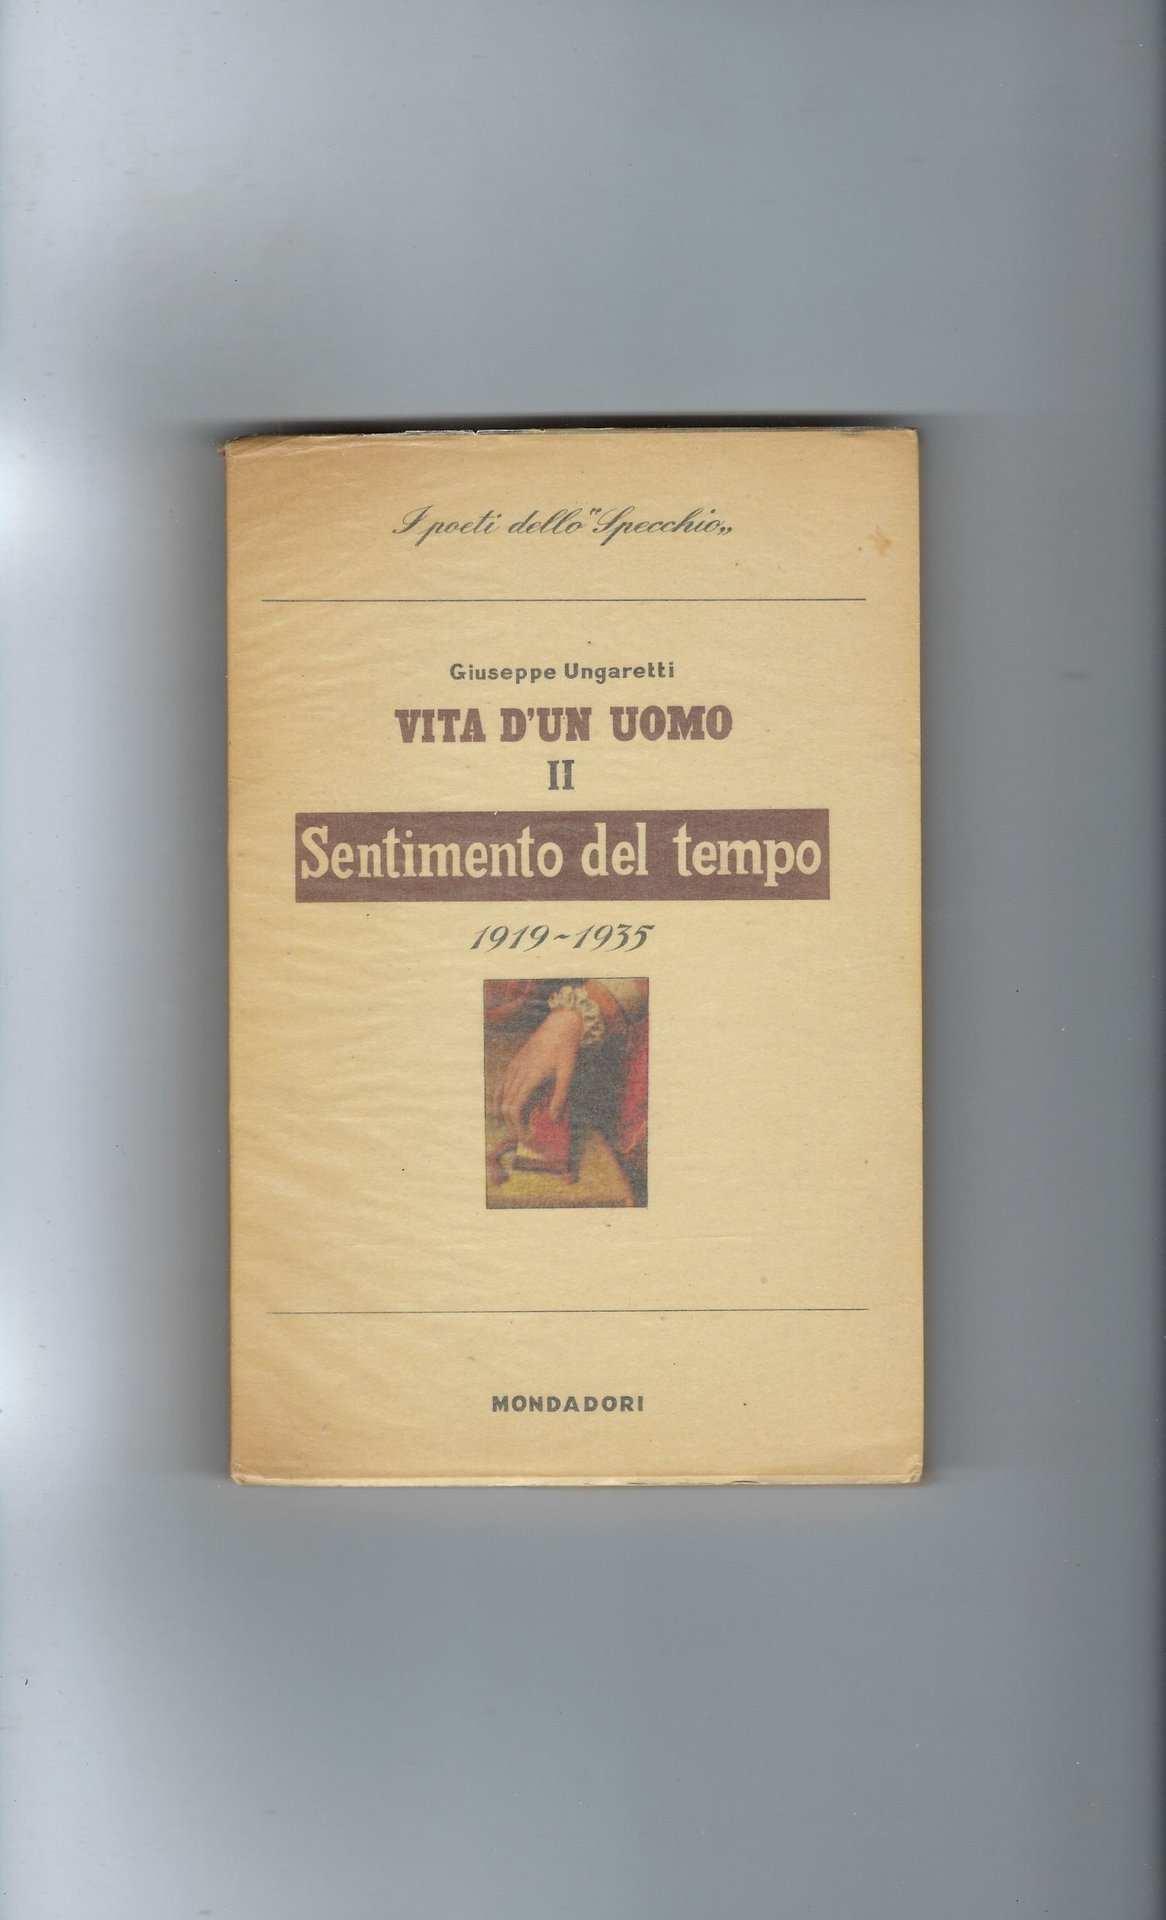 I poeti dello "Specchio„
Giuseppe Ungaretti
VITA D'UN UOMO
II
Sentimento del tempo
1919-1935
MONDADORI